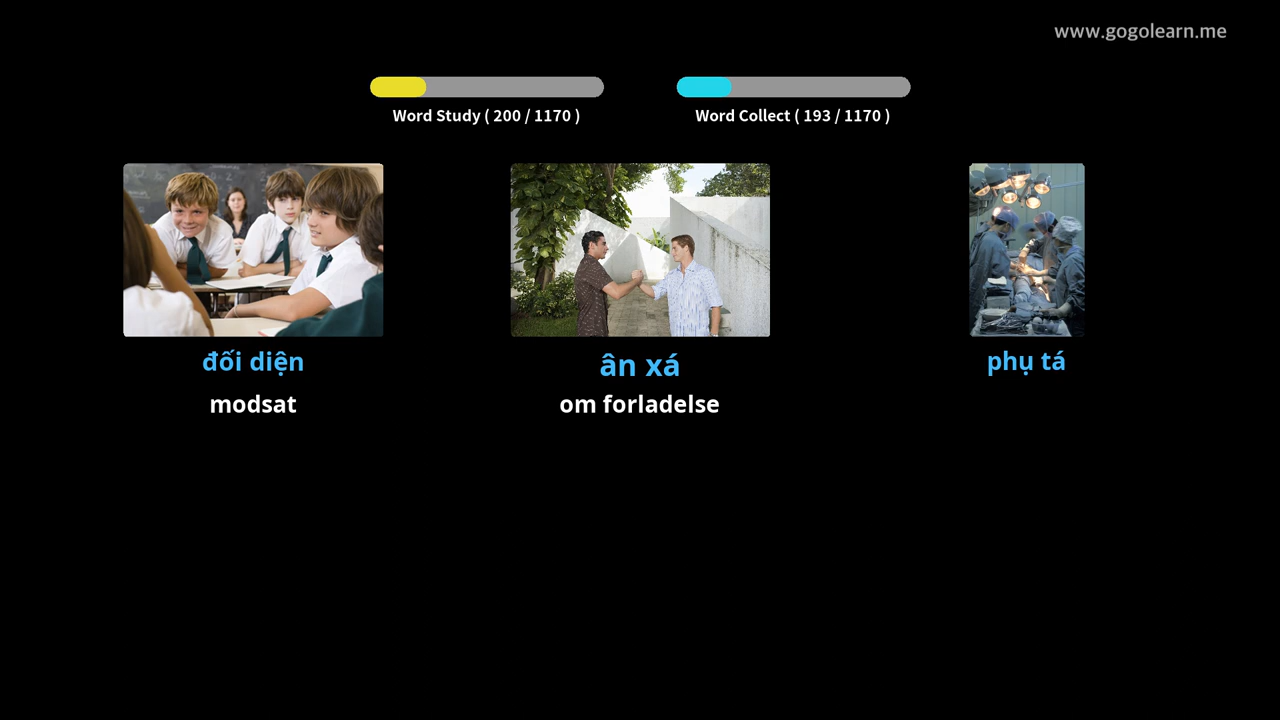 www.gogolearn.me
Word Study ( 200 / 1170 )
Word Collect ( 193 / 1170 )
đối diện
modsat
ân xá
om forladelse
phụ tá